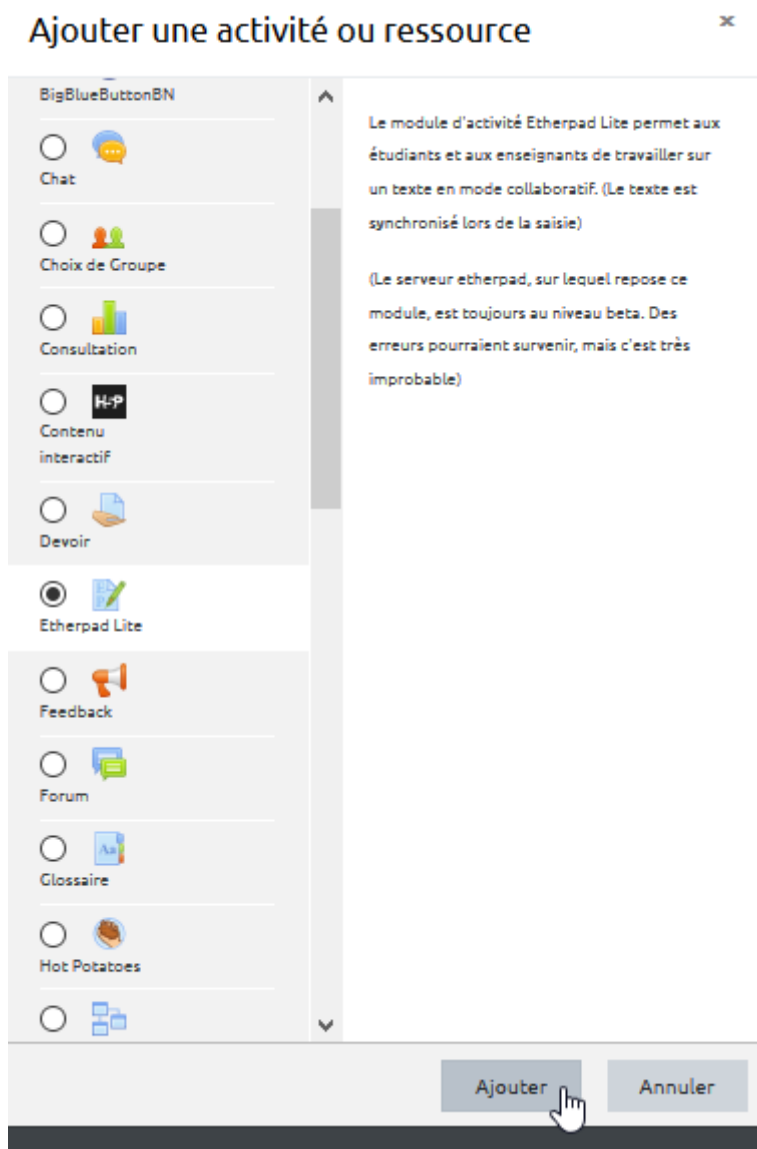 Ajouter une activité ou ressource
×
BigBlueButtonBN
Chat
Choix de Groupe
Consultation
H-P
Contenu
interactif
Devoir
Etherpad Lite
Feedback
Forum
Aa
Glossaire
Hot Potatoes
Le module d'activité Etherpad Lite permet aux
étudiants et aux enseignants de travailler sur
un texte en mode collaboratif. (Le texte est
synchronisé lors de la saisie)
(Le serveur etherpad, sur lequel repose ce
module, est toujours au niveau beta. Des
erreurs pourraient survenir, mais c'est très
improbable)
Ajouter
Annuler